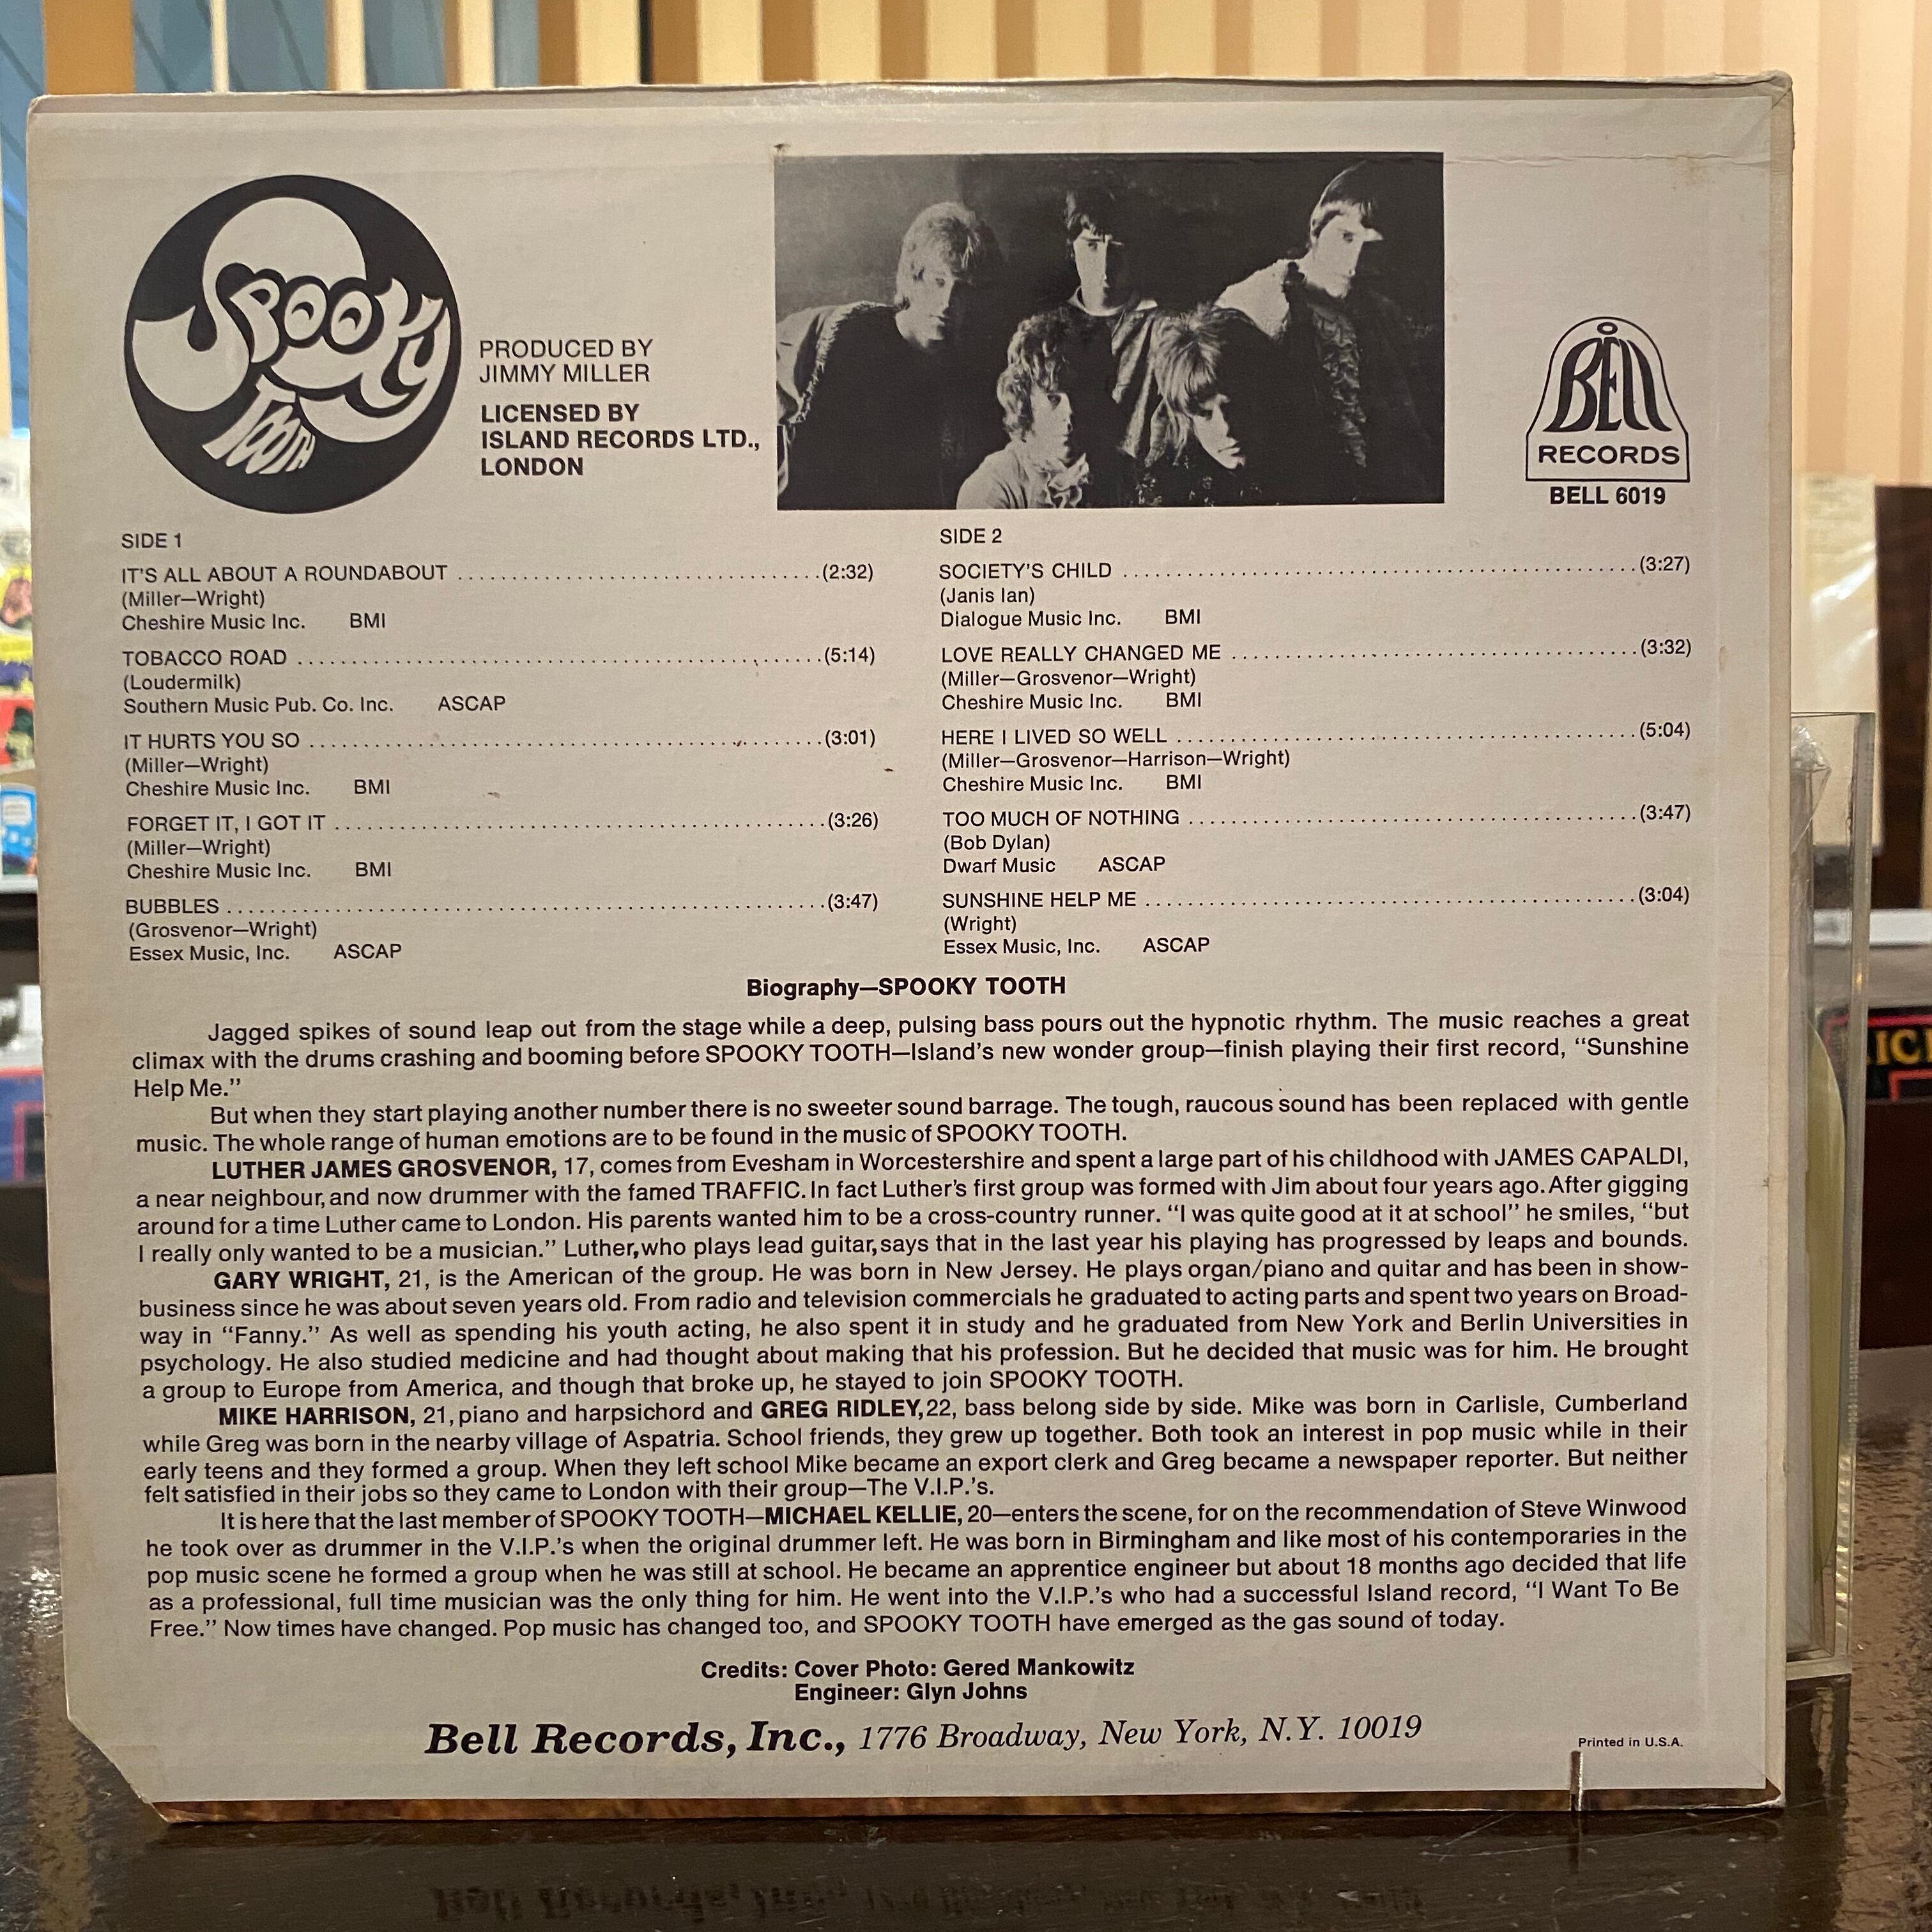 SPOOKY
TOOTH
PRODUCED BY
JIMMY MILLER
LICENSED BY
ISLAND RECORDS LTD.,
LONDON
BELL
RECORDS
BELL 6019
SIDE 1
IT'S ALL ABOUT A ROUNDABOUT ..................................(2:32)
(Miller—Wright)
Cheshire Music Inc. BMI
TOBACCO ROAD ..................................(5:14)
(Loudermilk)
Southern Music Pub. Co. Inc. ASCAP
IT HURTS YOU SO ..................................(3:01)
(Miller—Wright)
Cheshire Music Inc. BMI
FORGET IT, I GOT IT ..................................(3:26)
(Miller—Wright)
Cheshire Music Inc. BMI
BUBBLES ..................................(3:47)
(Grosvenor—Wright)
Essex Music, Inc. ASCAP
SIDE 2
SOCIETY'S CHILD ..................................(3:27)
(Janis Ian)
Dialogue Music Inc. BMI
LOVE REALLY CHANGED ME ..................................(3:32)
(Miller—Grosvenor—Wright)
Cheshire Music Inc. BMI
HERE I LIVED SO WELL ..................................(5:04)
(Miller—Grosvenor—Harrison—Wright)
Cheshire Music Inc. BMI
TOO MUCH OF NOTHING ..................................(3:47)
(Bob Dylan)
Dwarf Music ASCAP
SUNSHINE HELP ME ..................................(3:04)
(Wright)
Essex Music, Inc. ASCAP
Biography—SPOOKY TOOTH
Jagged spikes of sound leap out from the stage while a deep, pulsing bass pours out the hypnotic rhythm. The music reaches a great
climax with the drums crashing and booming before SPOOKY TOOTH—Island's new wonder group—finish playing their first record, "Sunshine
Help Me."
But when they start playing another number there is no sweeter sound barrage. The tough, raucous sound has been replaced with gentle
music. The whole range of human emotions are to be found in the music of SPOOKY TOOTH.
LUTHER JAMES GROSVENOR, 17, comes from Evesham in Worcestershire and spent a large part of his childhood with JAMES CAPALDI,
a near neighbour, and now drummer with the famed TRAFFIC. In fact Luther's first group was formed with Jim about four years ago. After gigging
around for a time Luther came to London. His parents wanted him to be a cross-country runner. "I was quite good at it at school" he smiles, "but
I really only wanted to be a musician." Luther, who plays lead guitar, says that in the last year his playing has progressed by leaps and bounds.
GARY WRIGHT, 21, is the American of the group. He was born in New Jersey. He plays organ/piano and quitar and has been in show-
business since he was about seven years old. From radio and television commercials he graduated to acting parts and spent two years on Broad-
way in "Fanny." As well as spending his youth acting, he also spent it in study and he graduated from New York and Berlin Universities in
psychology. He also studied medicine and had thought about making that his profession. But he decided that music was for him. He brought
a group to Europe from America, and though that broke up, he stayed to join SPOOKY TOOTH.
MIKE HARRISON, 21, piano and harpsichord and GREG RIDLEY, 22, bass belong side by side. Mike was born in Carlisle, Cumberland
while Greg was born in the nearby village of Aspatria. School friends, they grew up together. Both took an interest in pop music while in their
early teens and they formed a group. When they left school Mike became an export clerk and Greg became a newspaper reporter. But neither
felt satisfied in their jobs so they came to London with their group—The V.I.P.'s.
It is here that the last member of SPOOKY TOOTH—MICHAEL KELLIE, 20—enters the scene, for on the recommendation of Steve Winwood
he took over as drummer in the V.I.P.'s when the original drummer left. He was born in Birmingham and like most of his contemporaries in the
pop music scene he formed a group when he was still at school. He became an apprentice engineer but about 18 months ago decided that life
as a professional, full time musician was the only thing for him. He went into the V.I.P.'s who had a successful Island record, "I Want To Be
Free." Now times have changed. Pop music has changed too, and SPOOKY TOOTH have emerged as the gas sound of today.
Credits: Cover Photo: Gered Mankowitz
Engineer: Glyn Johns
Bell Records, Inc., 1776 Broadway, New York, N.Y. 10019
Printed in U.S.A.